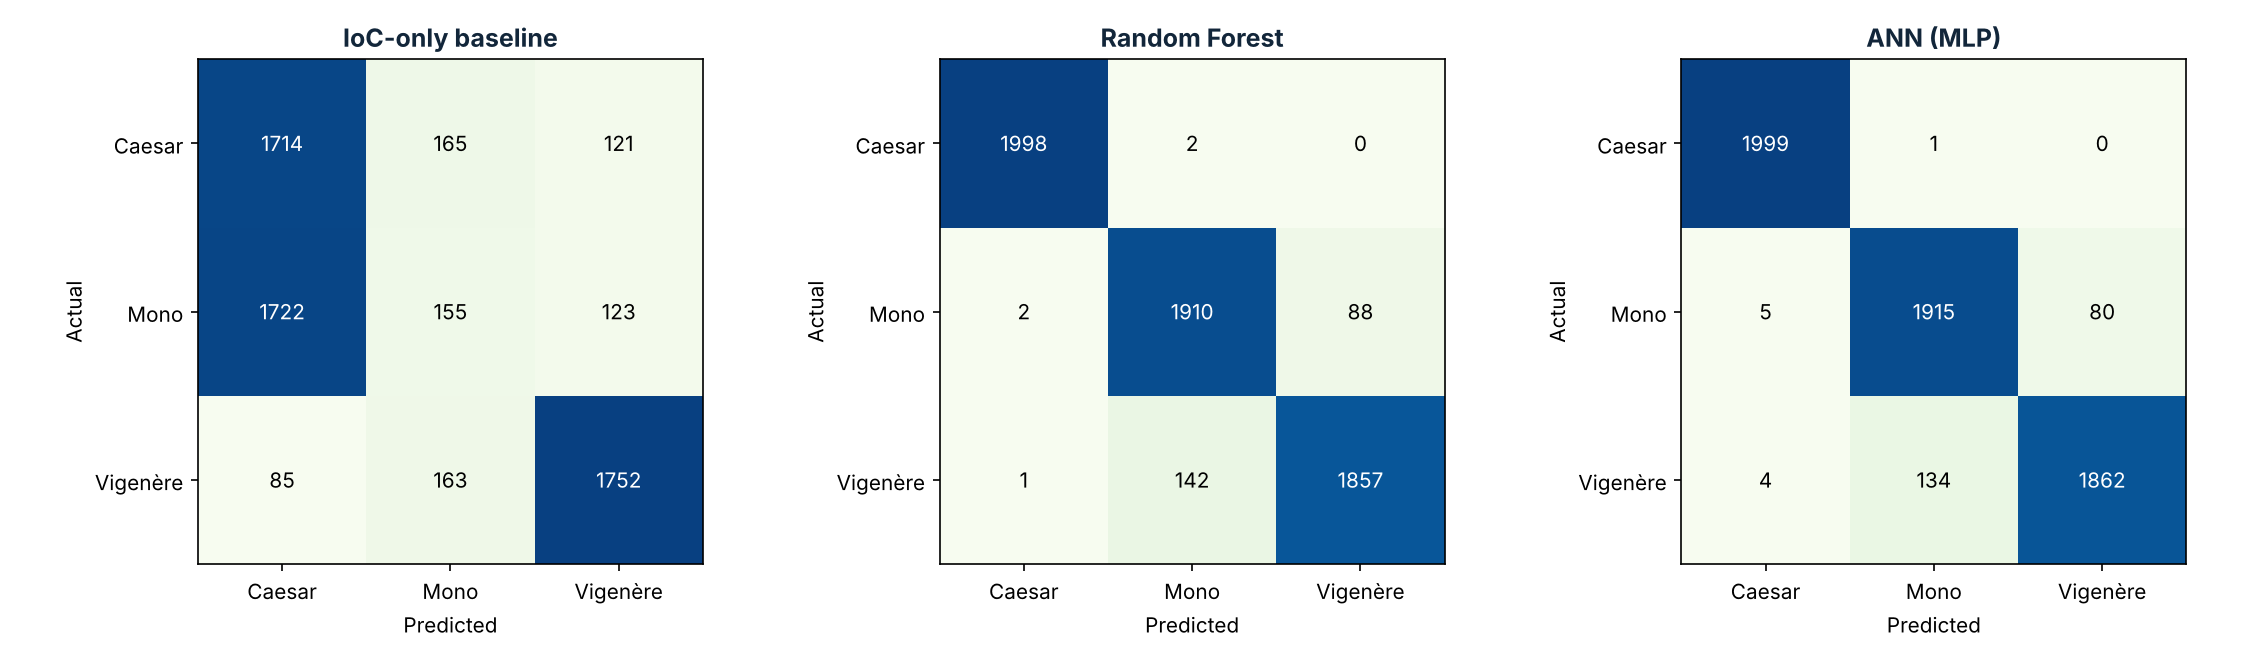 IoC-only baseline
Caesar 1714 165 121
Mono 1722 155 123
Vigenère 85 163 1752
Caesar Mono Vigenère
Predicted
Actual
Random Forest
Caesar 1998 2 0
Mono 2 1910 88
Vigenère 1 142 1857
Caesar Mono Vigenère
Predicted
Actual
ANN (MLP)
Caesar 1999 1 0
Mono 5 1915 80
Vigenère 4 134 1862
Caesar Mono Vigenère
Predicted
Actual